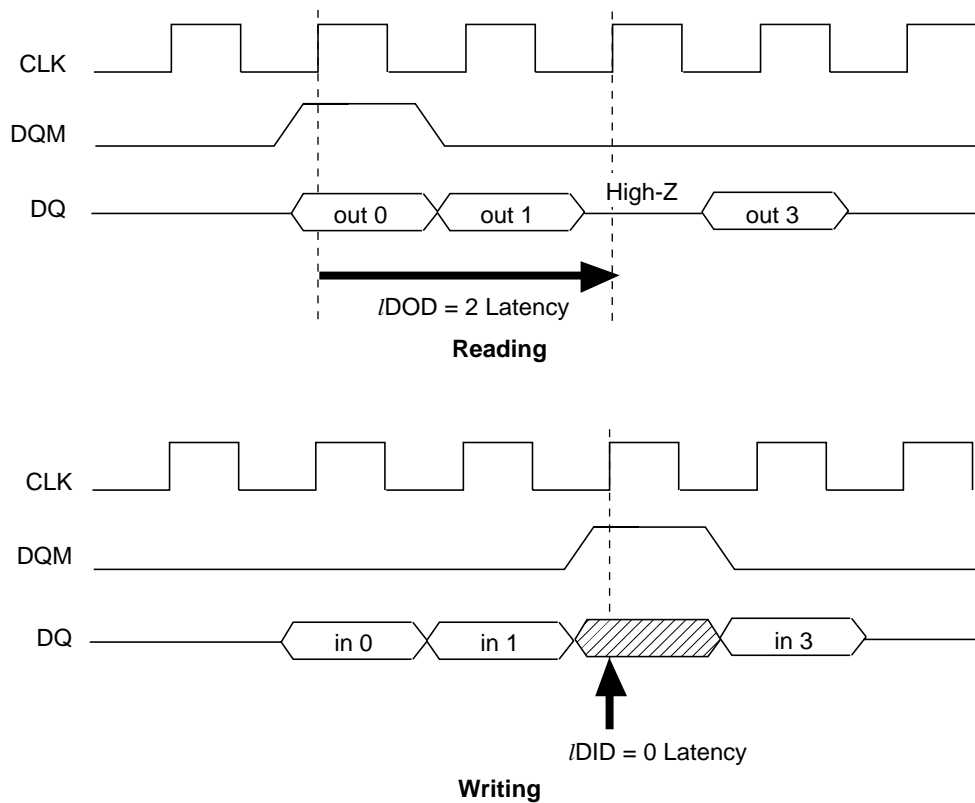 CLK
DQM
DQ
out 0 out 1 High-Z out 3
lDOD = 2 Latency
Reading
CLK
DQM
DQ
in 0 in 1 in 3
lDID = 0 Latency
Writing